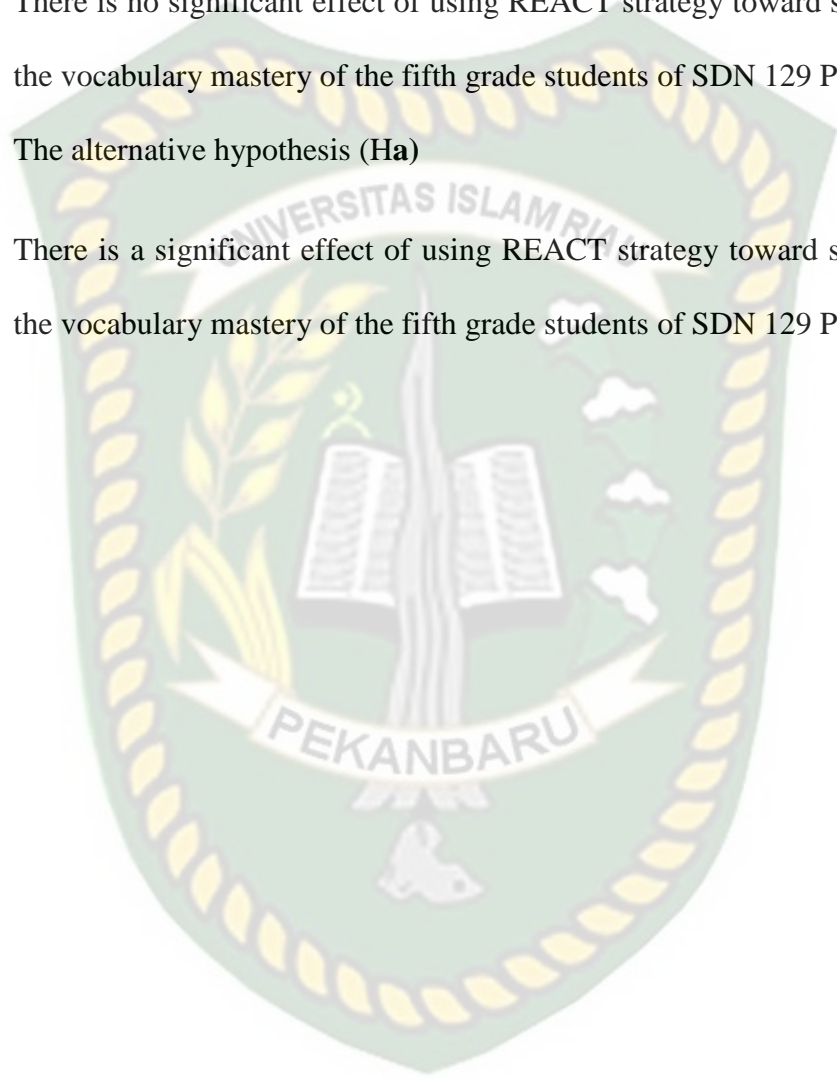 There is no significant effect of using REACT strategy toward s
the vocabulary mastery of the fifth grade students of SDN 129 P
The alternative hypothesis (Ha)
UNIVERSITAS ISLAM RIAU
There is a significant effect of using REACT strategy toward s
the vocabulary mastery of the fifth grade students of SDN 129 P
PEKANBARU